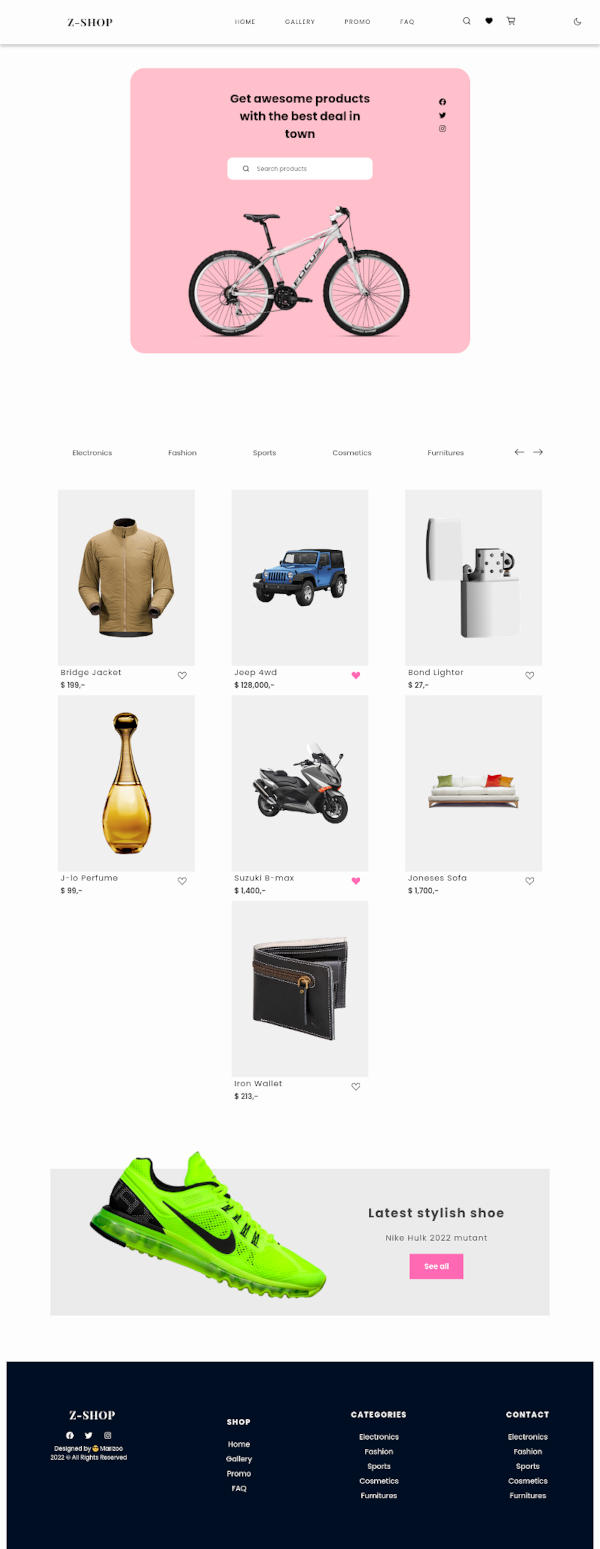 Z-SHOP
HOME
GALLERY
PROMO
FAQ
Get awesome products
with the best deal in
town
Search products
FOCUS
Electronics
Fashion
Sports
Cosmetics
Furnitures
Bridge Jacket
$ 199,-
Jeep 4wd
$ 128,000,-
Bond Lighter
$ 27,-
J-lo Perfume
$ 99,-
Suzuki B-max
$ 1,400,-
Joneses Sofa
$ 1,700,-
Iron Wallet
$ 213,-
Latest stylish shoe
Nike Hulk 2022 mutant
See all
Z-SHOP
Designed by 😎 Marizoo
2022 © All Rights Reserved
SHOP
Home
Gallery
Promo
FAQ
CATEGORIES
Electronics
Fashion
Sports
Cosmetics
Furnitures
CONTACT
Electronics
Fashion
Sports
Cosmetics
Furnitures